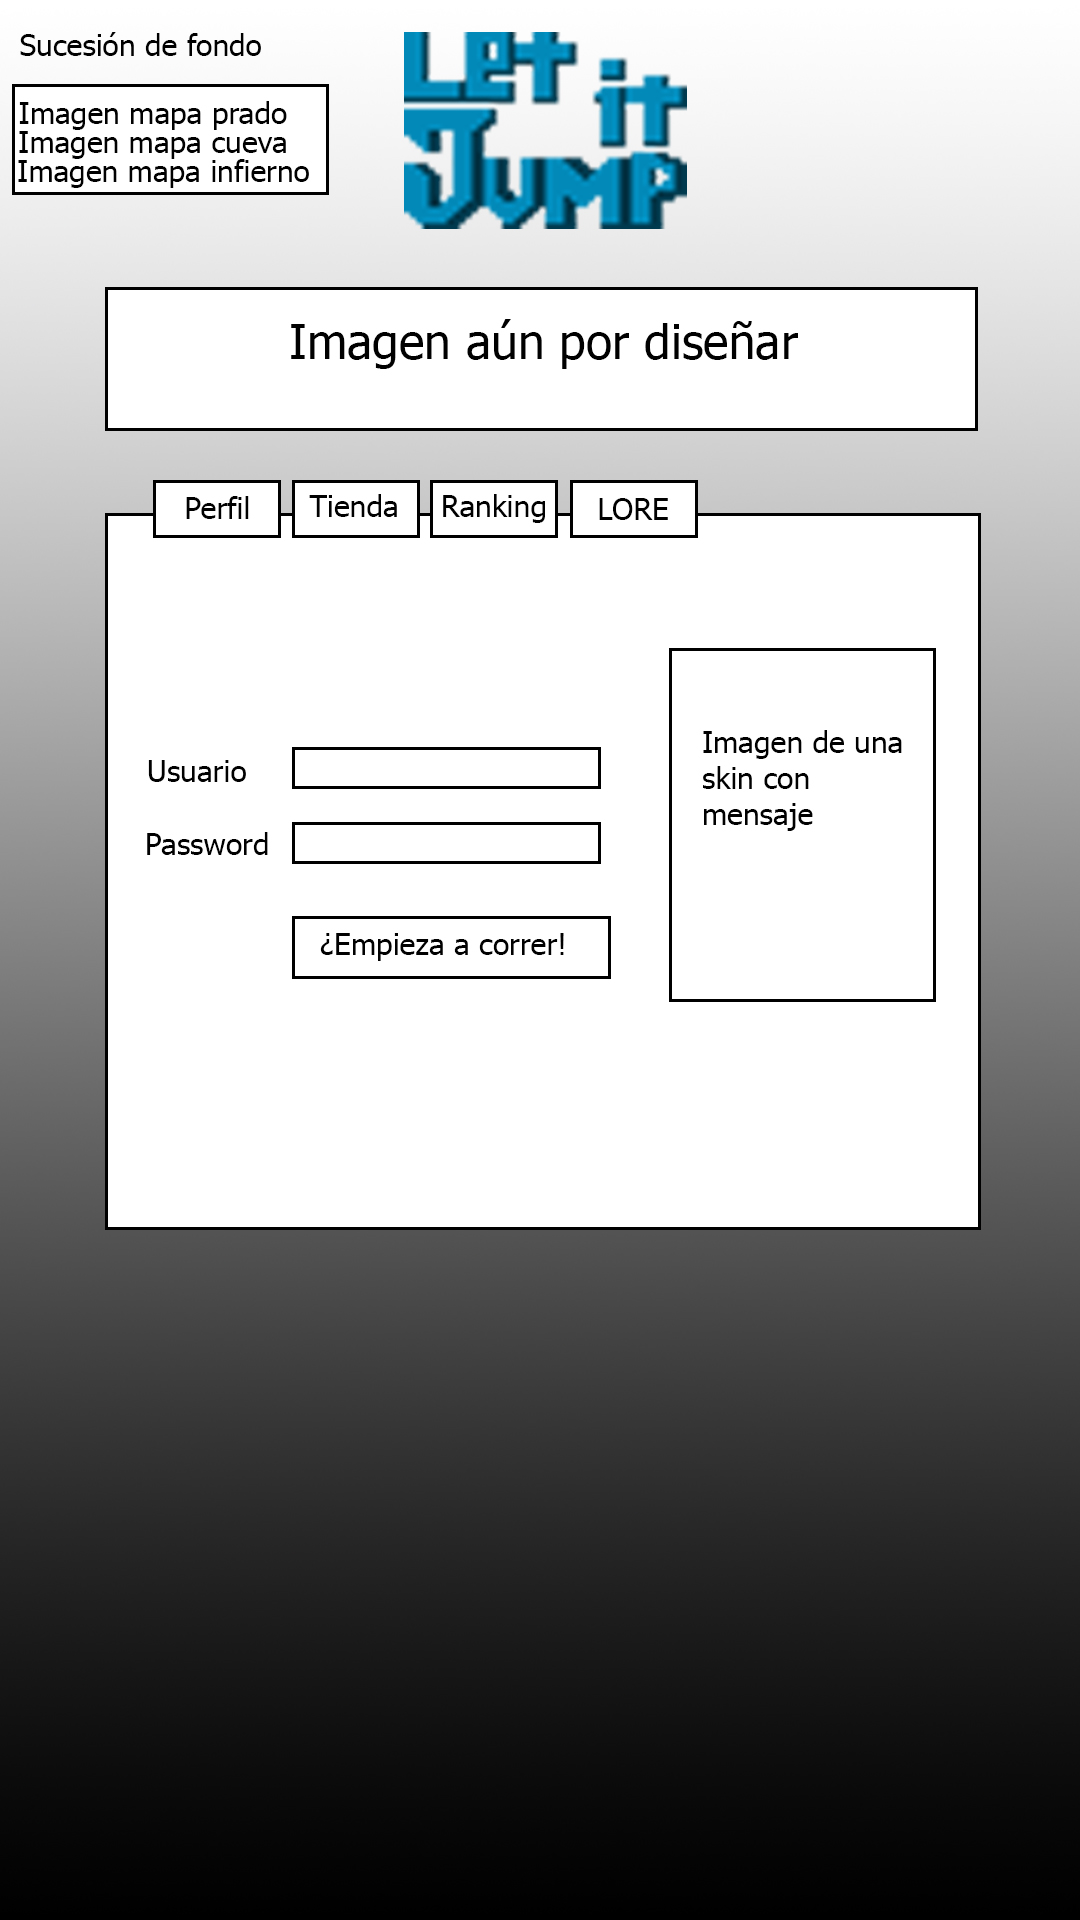 Sucesión de fondo
Imagen mapa prado
Imagen mapa cueva
Imagen mapa infierno
Let it
Jump
Imagen aún por diseñar
Perfil
Tienda
Ranking
LORE
Usuario
Password
¿Empieza a correr!
Imagen de una
skin con
mensaje